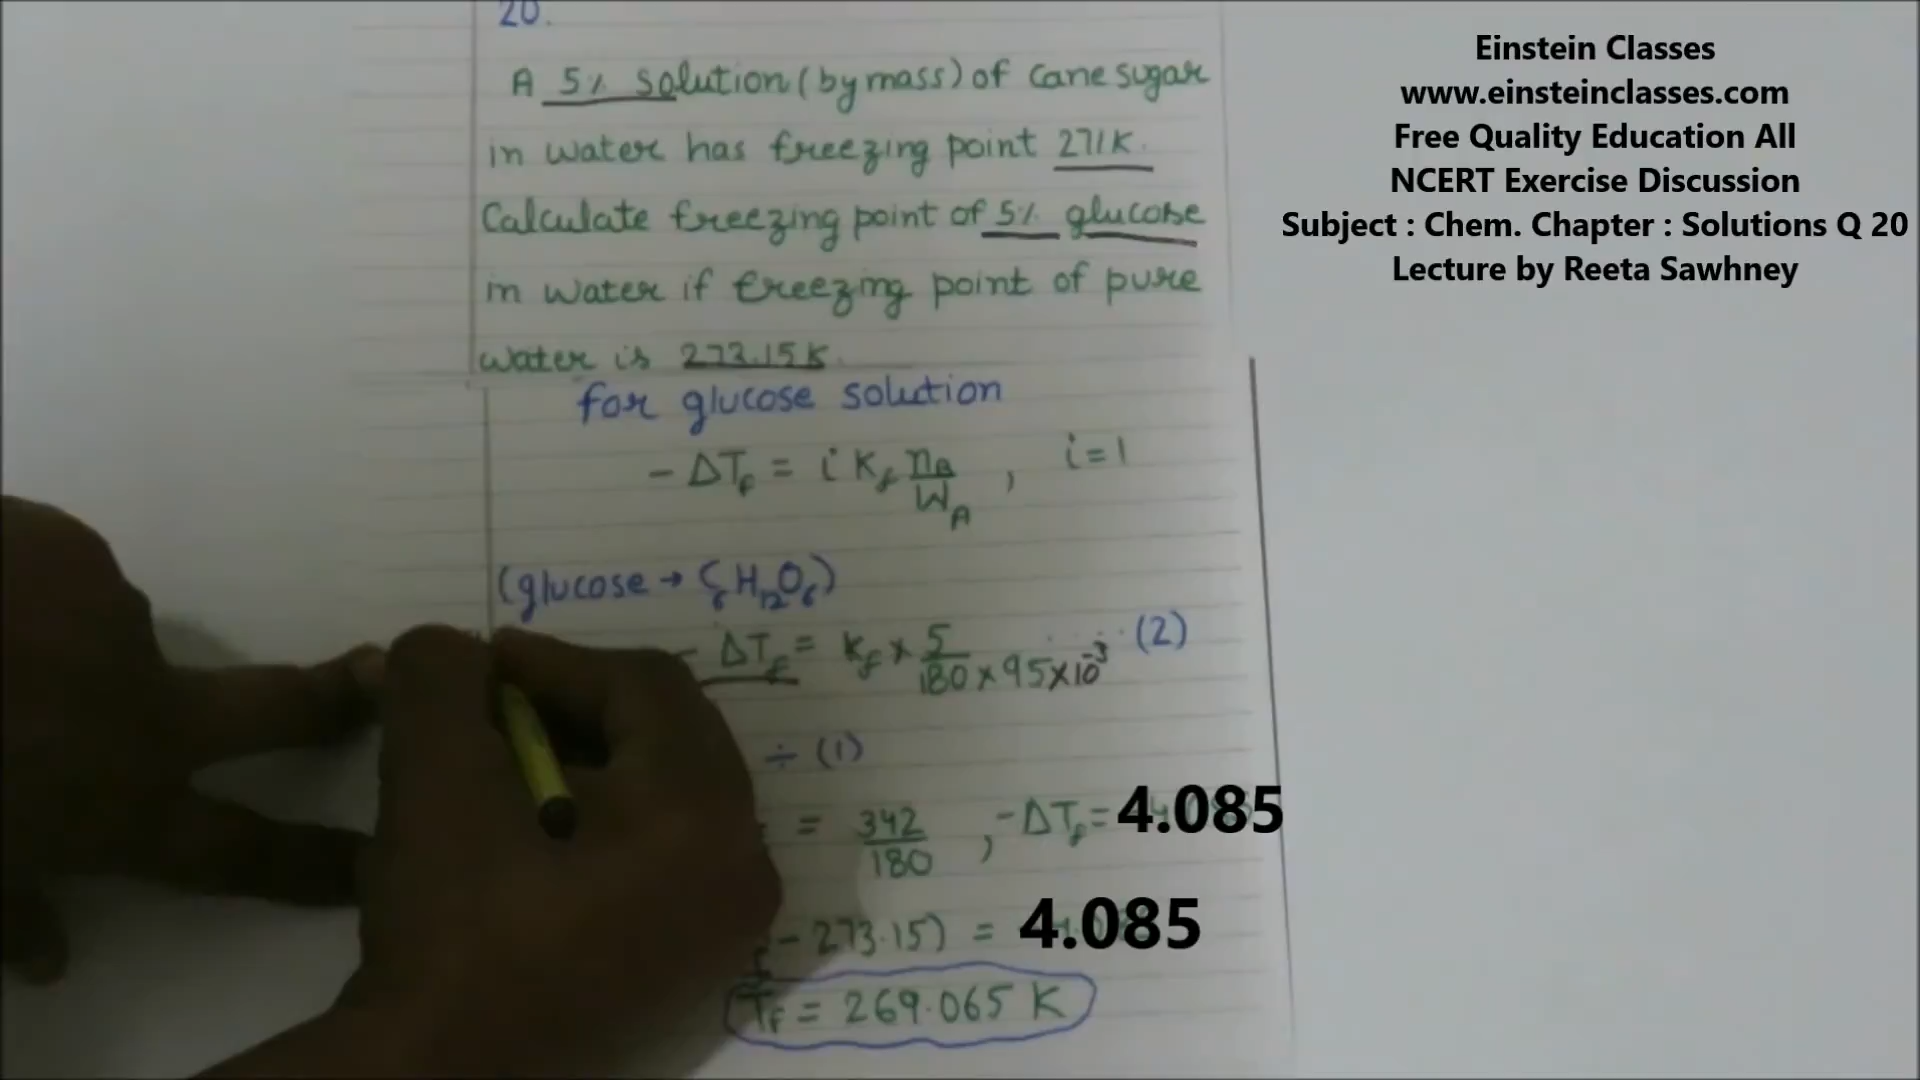 20.
A 5% solution (by mass) of cane sugar
in water has freezing point 271K.
Calculate freezing point of 5% glucose
in water if freezing point of pure
water is 273.15K.
for glucose solution
- ΔTf = i Kf nB/WA , i = 1
(glucose → C6H12O6)
- ΔTf = Kf × 5/180 × 95 × 10⁻³ (2)
÷ (1)
= 342/180 , - ΔTf = 4.085
- 273.15) = 4.085
Tf = 269.065 K
Einstein Classes
www.einsteinclasses.com
Free Quality Education All
NCERT Exercise Discussion
Subject : Chem. Chapter : Solutions Q 20
Lecture by Reeta Sawhney